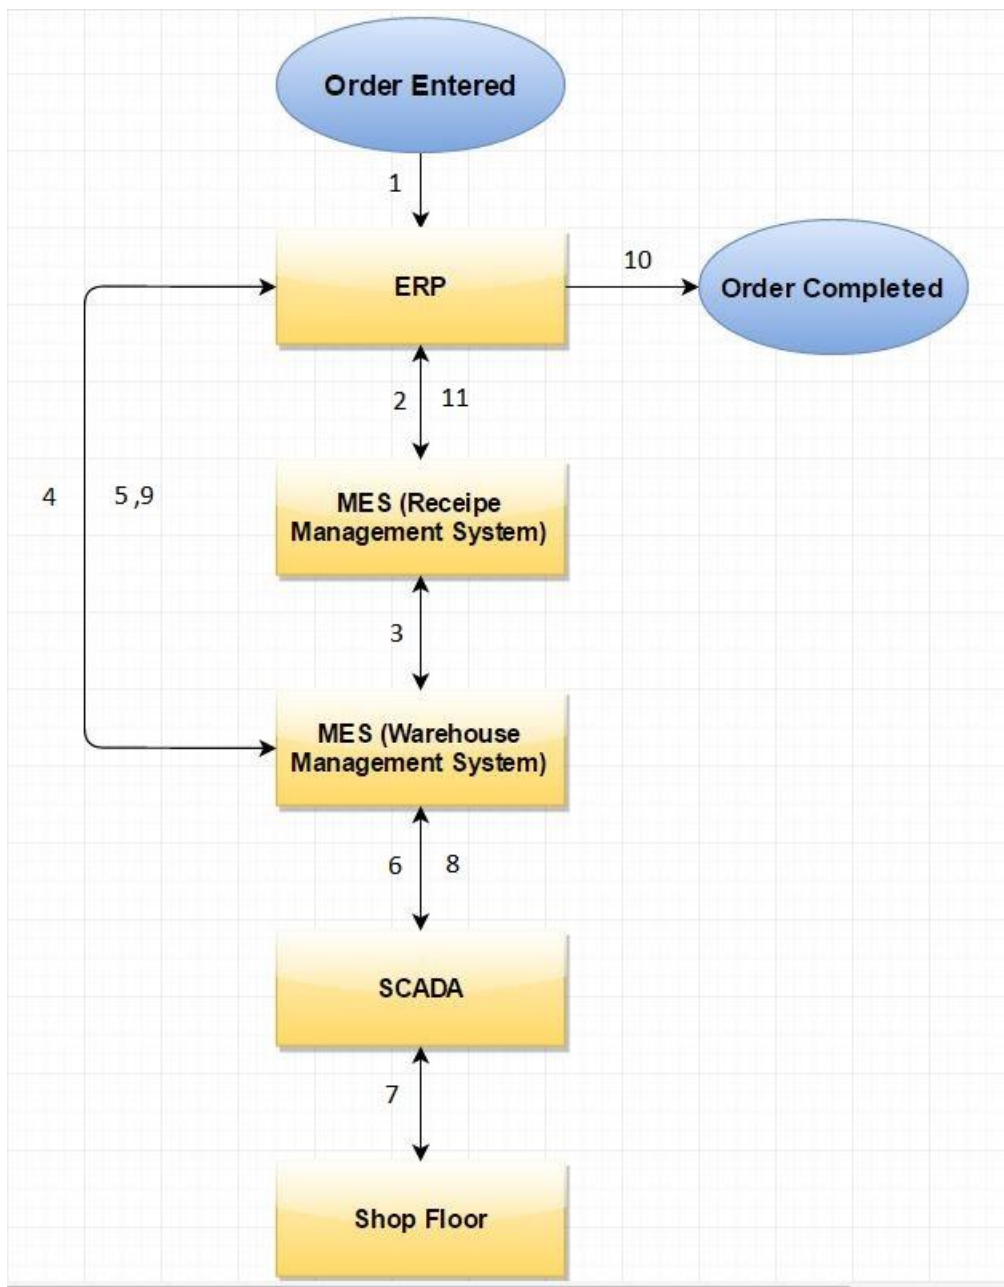 Order Entered
1
ERP
10
Order Completed
2
11
MES (Receipe
Management System)
4
5 ,9
3
MES (Warehouse
Management System)
6
8
SCADA
7
Shop Floor